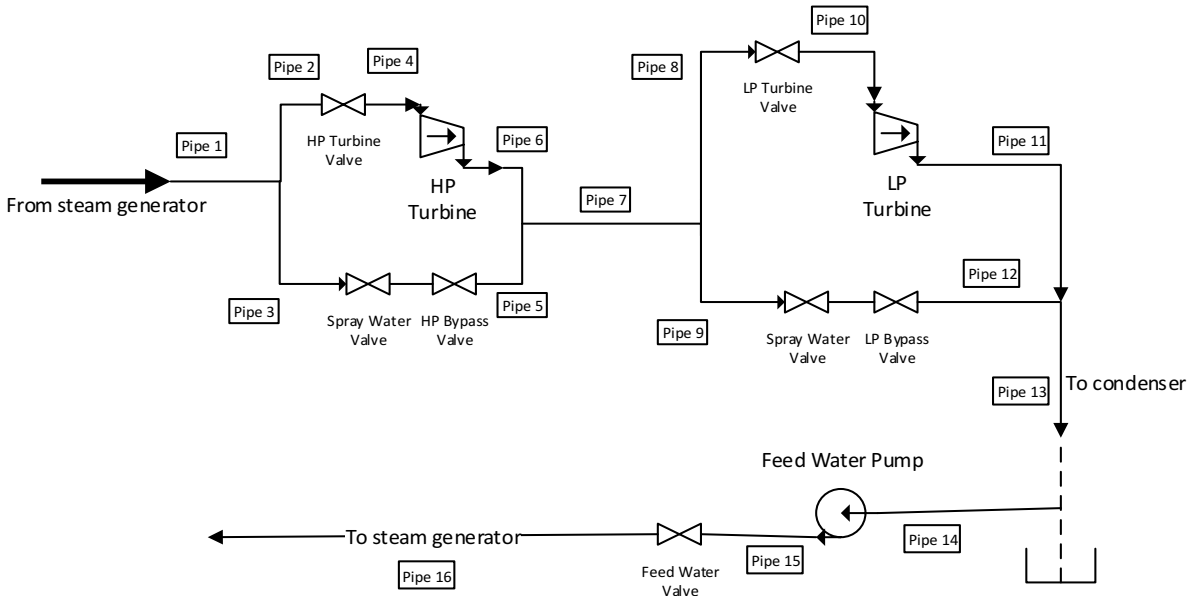 Pipe 10
Pipe 2
Pipe 4
Pipe 8
LP Turbine
Valve
Pipe 1
HP Turbine
Valve
Pipe 6
Pipe 11
From steam generator
HP
Turbine
LP
Turbine
Pipe 7
Pipe 12
Pipe 3
Pipe 5
Spray Water
Valve
HP Bypass
Valve
Pipe 9
Spray Water
Valve
LP Bypass
Valve
Pipe 13
To condenser
Feed Water Pump
To steam generator
Pipe 14
Pipe 15
Pipe 16
Feed Water
Valve